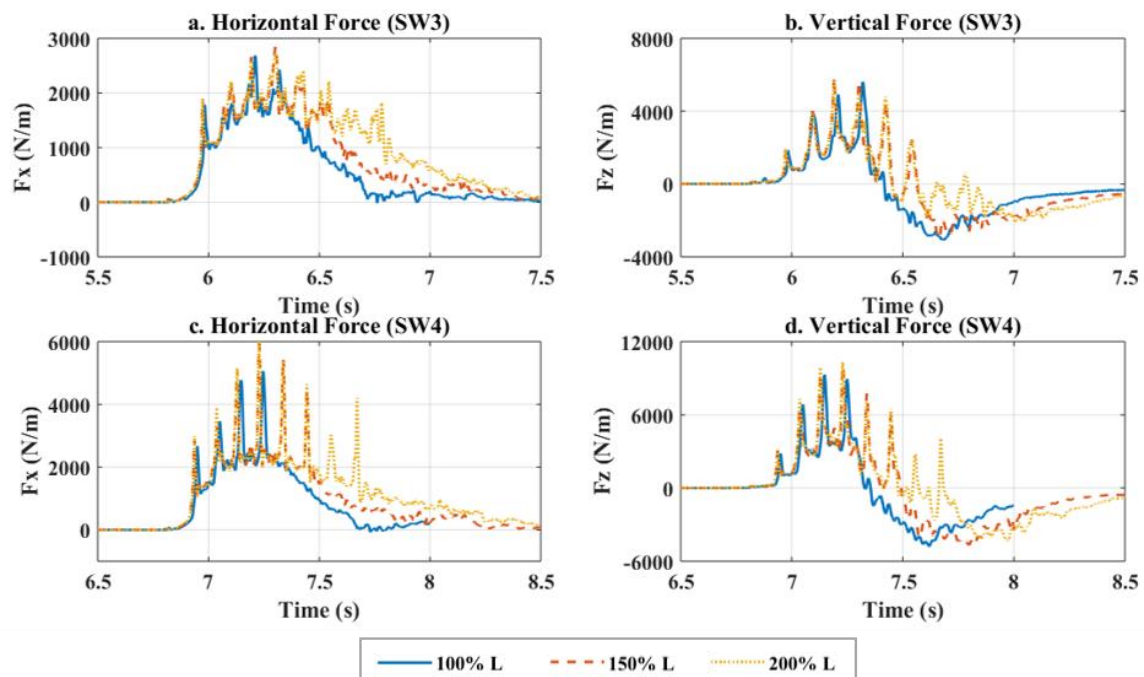 a. Horizontal Force (SW3)
3000
2000
1000
0
-1000
Fx (N/m)
5.5 6 6.5 7 7.5
Time (s)
b. Vertical Force (SW3)
8000
4000
0
-4000
Fz (N/m)
5.5 6 6.5 7 7.5
Time (s)
c. Horizontal Force (SW4)
6000
4000
2000
0
Fx (N/m)
6.5 7 7.5 8 8.5
Time (s)
d. Vertical Force (SW4)
12000
6000
0
-6000
Fz (N/m)
6.5 7 7.5 8 8.5
Time (s)
100% L 150% L 200% L